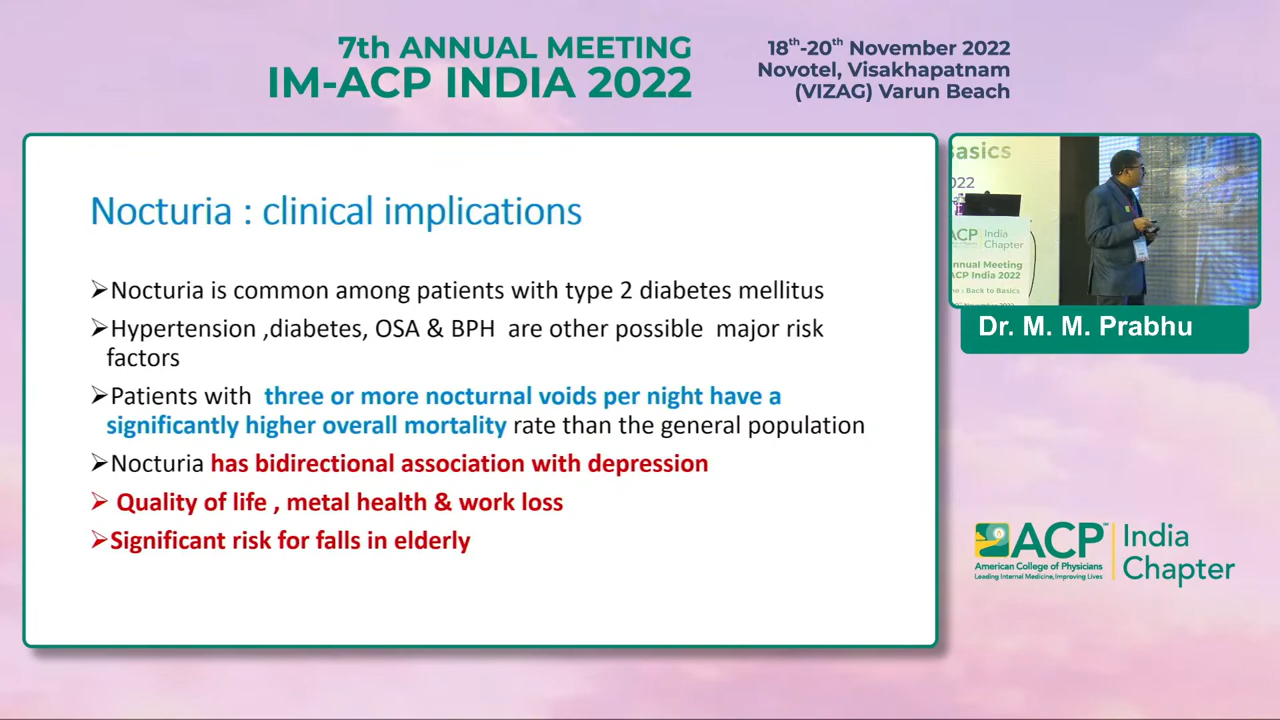 7th ANNUAL MEETING
IM-ACP INDIA 2022
18th-20th November 2022
Novotel, Visakhapatnam
(VIZAG) Varun Beach
Nocturia : clinical implications
➢Nocturia is common among patients with type 2 diabetes mellitus
➢Hypertension ,diabetes, OSA & BPH are other possible major risk
factors
➢Patients with three or more nocturnal voids per night have a
significantly higher overall mortality rate than the general population
➢Nocturia has bidirectional association with depression
➢ Quality of life , metal health & work loss
➢Significant risk for falls in elderly
Basics
2022
ACP India
Chapter
Annual Meeting
ACP India 2022
: Back to Basics
November 2022
Dr. M. M. Prabhu
ACP™ India
Chapter
American College of Physicians
Leading Internal Medicine, Improving Lives